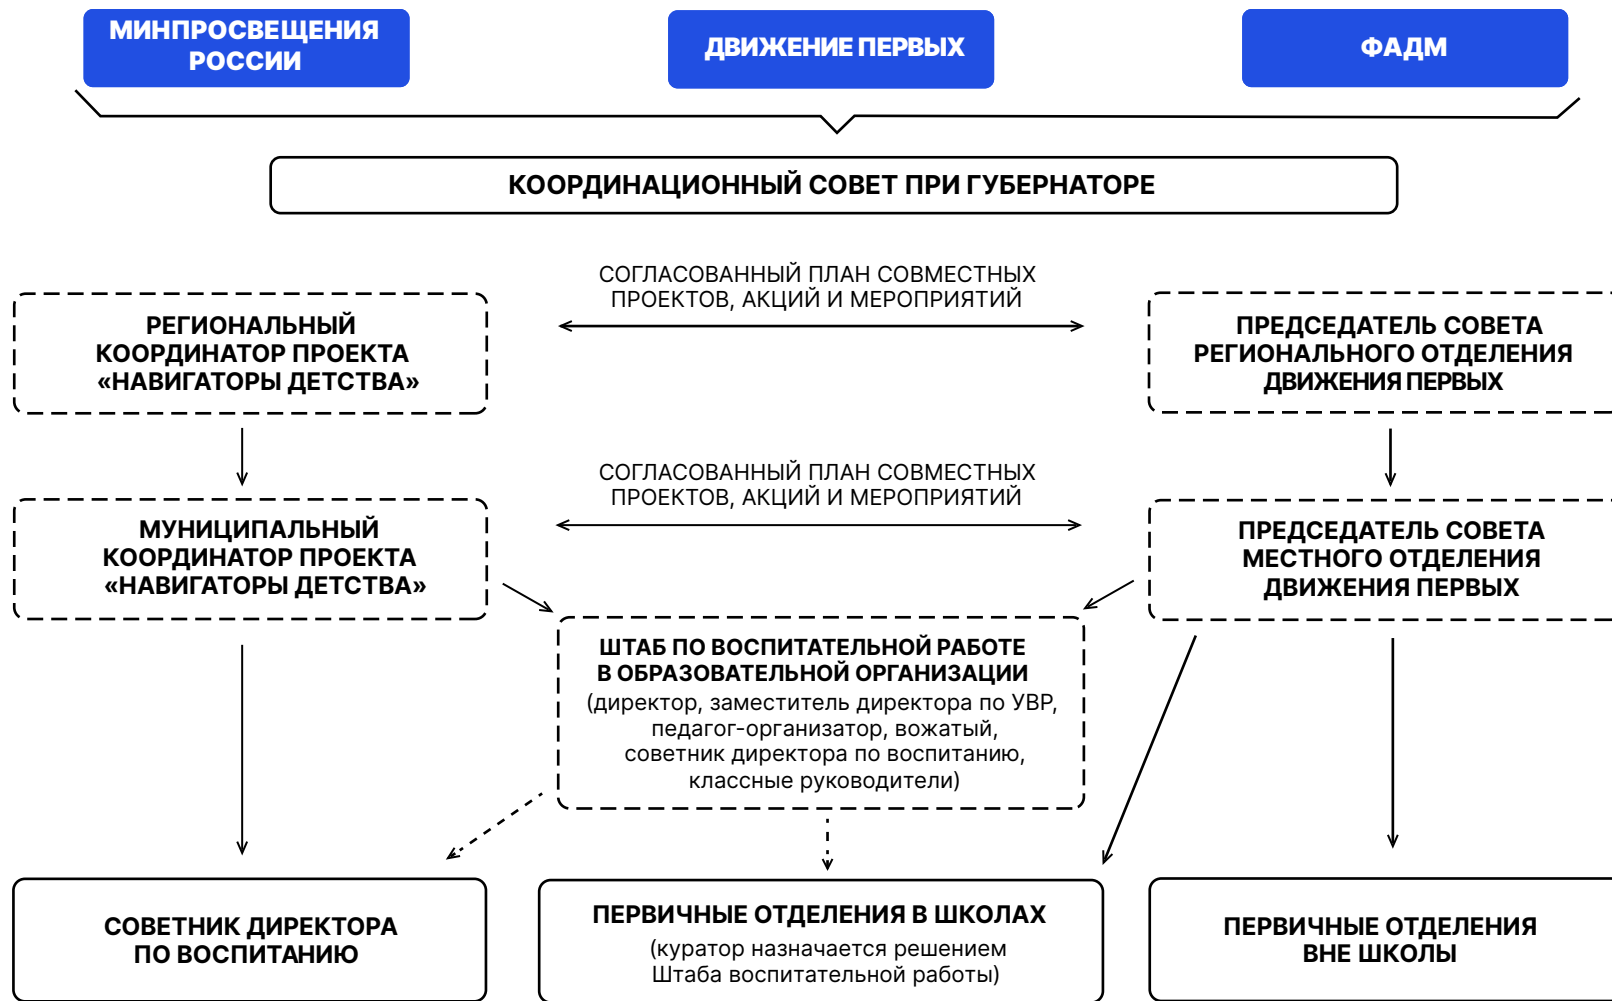 МИНПРОСВЕЩЕНИЯ
РОССИИ
ДВИЖЕНИЕ ПЕРВЫХ
ФАДМ
КООРДИНАЦИОННЫЙ СОВЕТ ПРИ ГУБЕРНАТОРЕ
СОГЛАСОВАННЫЙ ПЛАН СОВМЕСТНЫХ
ПРОЕКТОВ, АКЦИЙ И МЕРОПРИЯТИЙ
РЕГИОНАЛЬНЫЙ
КООРДИНАТОР ПРОЕКТА
«НАВИГАТОРЫ ДЕТСТВА»
ПРЕДСЕДАТЕЛЬ СОВЕТА
РЕГИОНАЛЬНОГО ОТДЕЛЕНИЯ
ДВИЖЕНИЯ ПЕРВЫХ
СОГЛАСОВАННЫЙ ПЛАН СОВМЕСТНЫХ
ПРОЕКТОВ, АКЦИЙ И МЕРОПРИЯТИЙ
МУНИЦИПАЛЬНЫЙ
КООРДИНАТОР ПРОЕКТА
«НАВИГАТОРЫ ДЕТСТВА»
ПРЕДСЕДАТЕЛЬ СОВЕТА
МЕСТНОГО ОТДЕЛЕНИЯ
ДВИЖЕНИЯ ПЕРВЫХ
ШТАБ ПО ВОСПИТАТЕЛЬНОЙ РАБОТЕ
В ОБРАЗОВАТЕЛЬНОЙ ОРГАНИЗАЦИИ
(директор, заместитель директора по УВР,
педагог-организатор, вожатый,
советник директора по воспитанию,
классные руководители)
СОВЕТНИК ДИРЕКТОРА
ПО ВОСПИТАНИЮ
ПЕРВИЧНЫЕ ОТДЕЛЕНИЯ В ШКОЛАХ
(куратор назначается решением
Штаба воспитательной работы)
ПЕРВИЧНЫЕ ОТДЕЛЕНИЯ
ВНЕ ШКОЛЫ